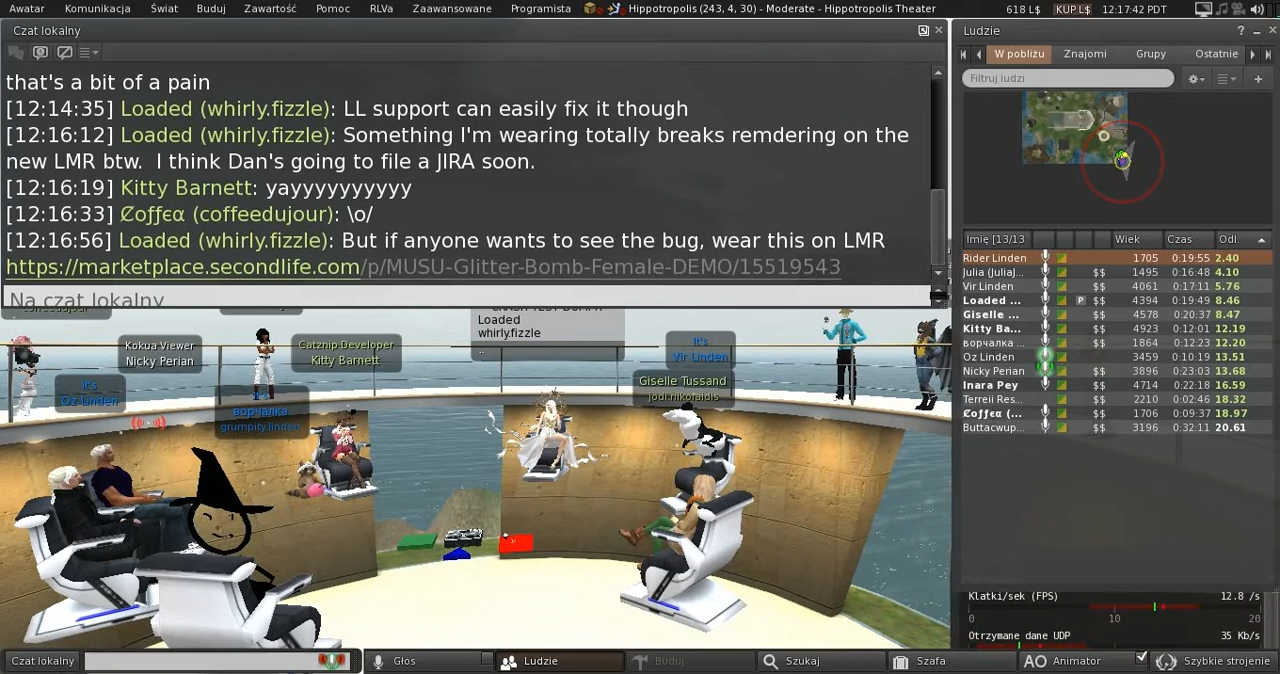 Awatar Komunikacja Świat Buduj Zawartość Pomoc RLVa Zaawansowane Programista Hippotropolis (243, 4, 30) - Moderate - Hippotropolis Theater 618 L$ KUP L$ 12:17:42 PDT
Czat lokalny
that's a bit of a pain
[12:14:35] Loaded (whirly.fizzle): LL support can easily fix it though
[12:16:12] Loaded (whirly.fizzle): Something I'm wearing totally breaks remdering on the
new LMR btw. I think Dan's going to file a JIRA soon.
[12:16:19] Kitty Barnett: yayyyyyyyyyy
[12:16:33] Ȼoƒƒєα (coffeedujour): \o/
[12:16:56] Loaded (whirly.fizzle): But if anyone wants to see the bug, wear this on LMR
https://marketplace.secondlife.com/p/MUSU-Glitter-Bomb-Female-DEMO/15519543
Na czat lokalny
Loaded
whirlyfizzle
..
Kokua Viewer
Nicky Perian
Catznip Developer
Kitty Barnett
It's
Vir Linden
It's
Oz Linden
Giselle Tussand
jodi.nikolaidis
ворчалка
grumpity.linden
Ludzie
? _ ×
W pobliżu Znajomi Grupy Ostatnie
Filtruj ludzi
Imię [13/13 Wiek Czas Odl.
Rider Linden 1705 0:19:55 2.40
Julia (JuliaJ... $$ 1495 0:16:48 4.10
Vir Linden $$ 4061 0:17:11 5.76
Loaded ... P $$ 4394 0:19:49 8.46
Giselle ... $$ 4578 0:20:37 8.47
Kitty Ba... $$ 4923 0:12:01 12.19
ворчалка ... $$ 1864 0:12:23 12.20
Oz Linden 3459 0:10:19 13.51
Nicky Perian $$ 3896 0:23:03 13.68
Inara Pey $$ 4714 0:22:18 16.59
Terreii Res... $$ 2210 0:02:46 18.32
Ȼoƒƒєα (... $$ 1706 0:09:37 18.97
Buttacwup... $$ 3196 0:32:11 20.61
Klatki/sek (FPS) 12.8 /s
0 10 20
Otrzymane dane UDP 35 Kb/s
Czat lokalny Głos Ludzie Buduj Szukaj Szafa AO Animator Szybkie strojenie